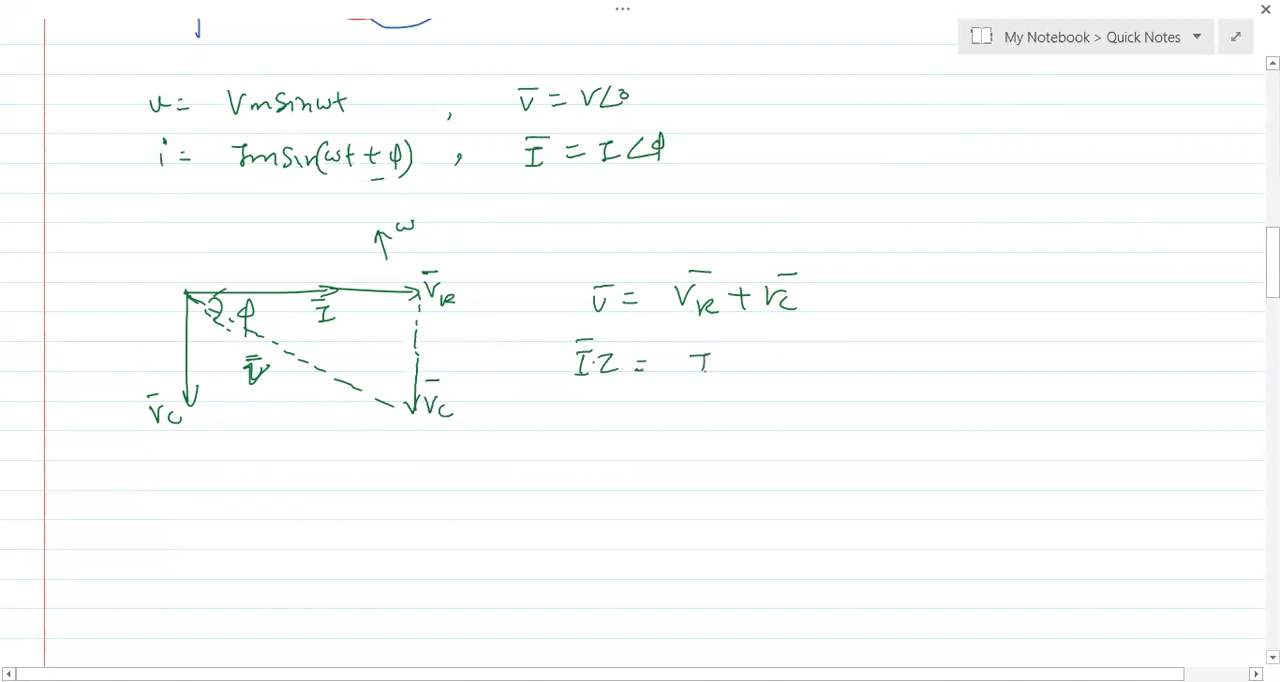 My Notebook > Quick Notes
v = Vm sin ωt , V̅ = V∠0
i = Im sin(ωt + φ) , I̅ = I∠φ
ω
V̅R
I̅
φ
V̅
V̅C
V̅C
V̅ = V̅R + V̅C
I̅.Z = I